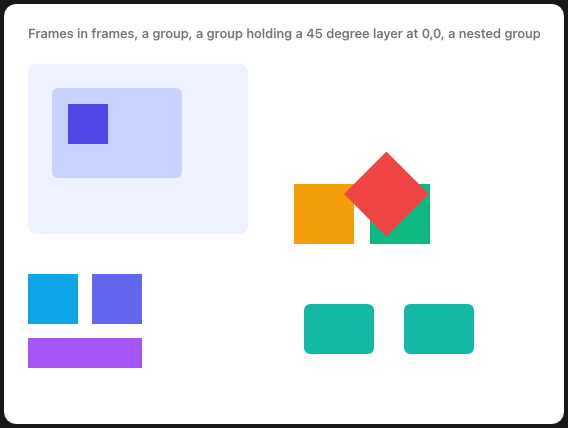 Frames in frames, a group, a group holding a 45 degree layer at 0,0, a nested group